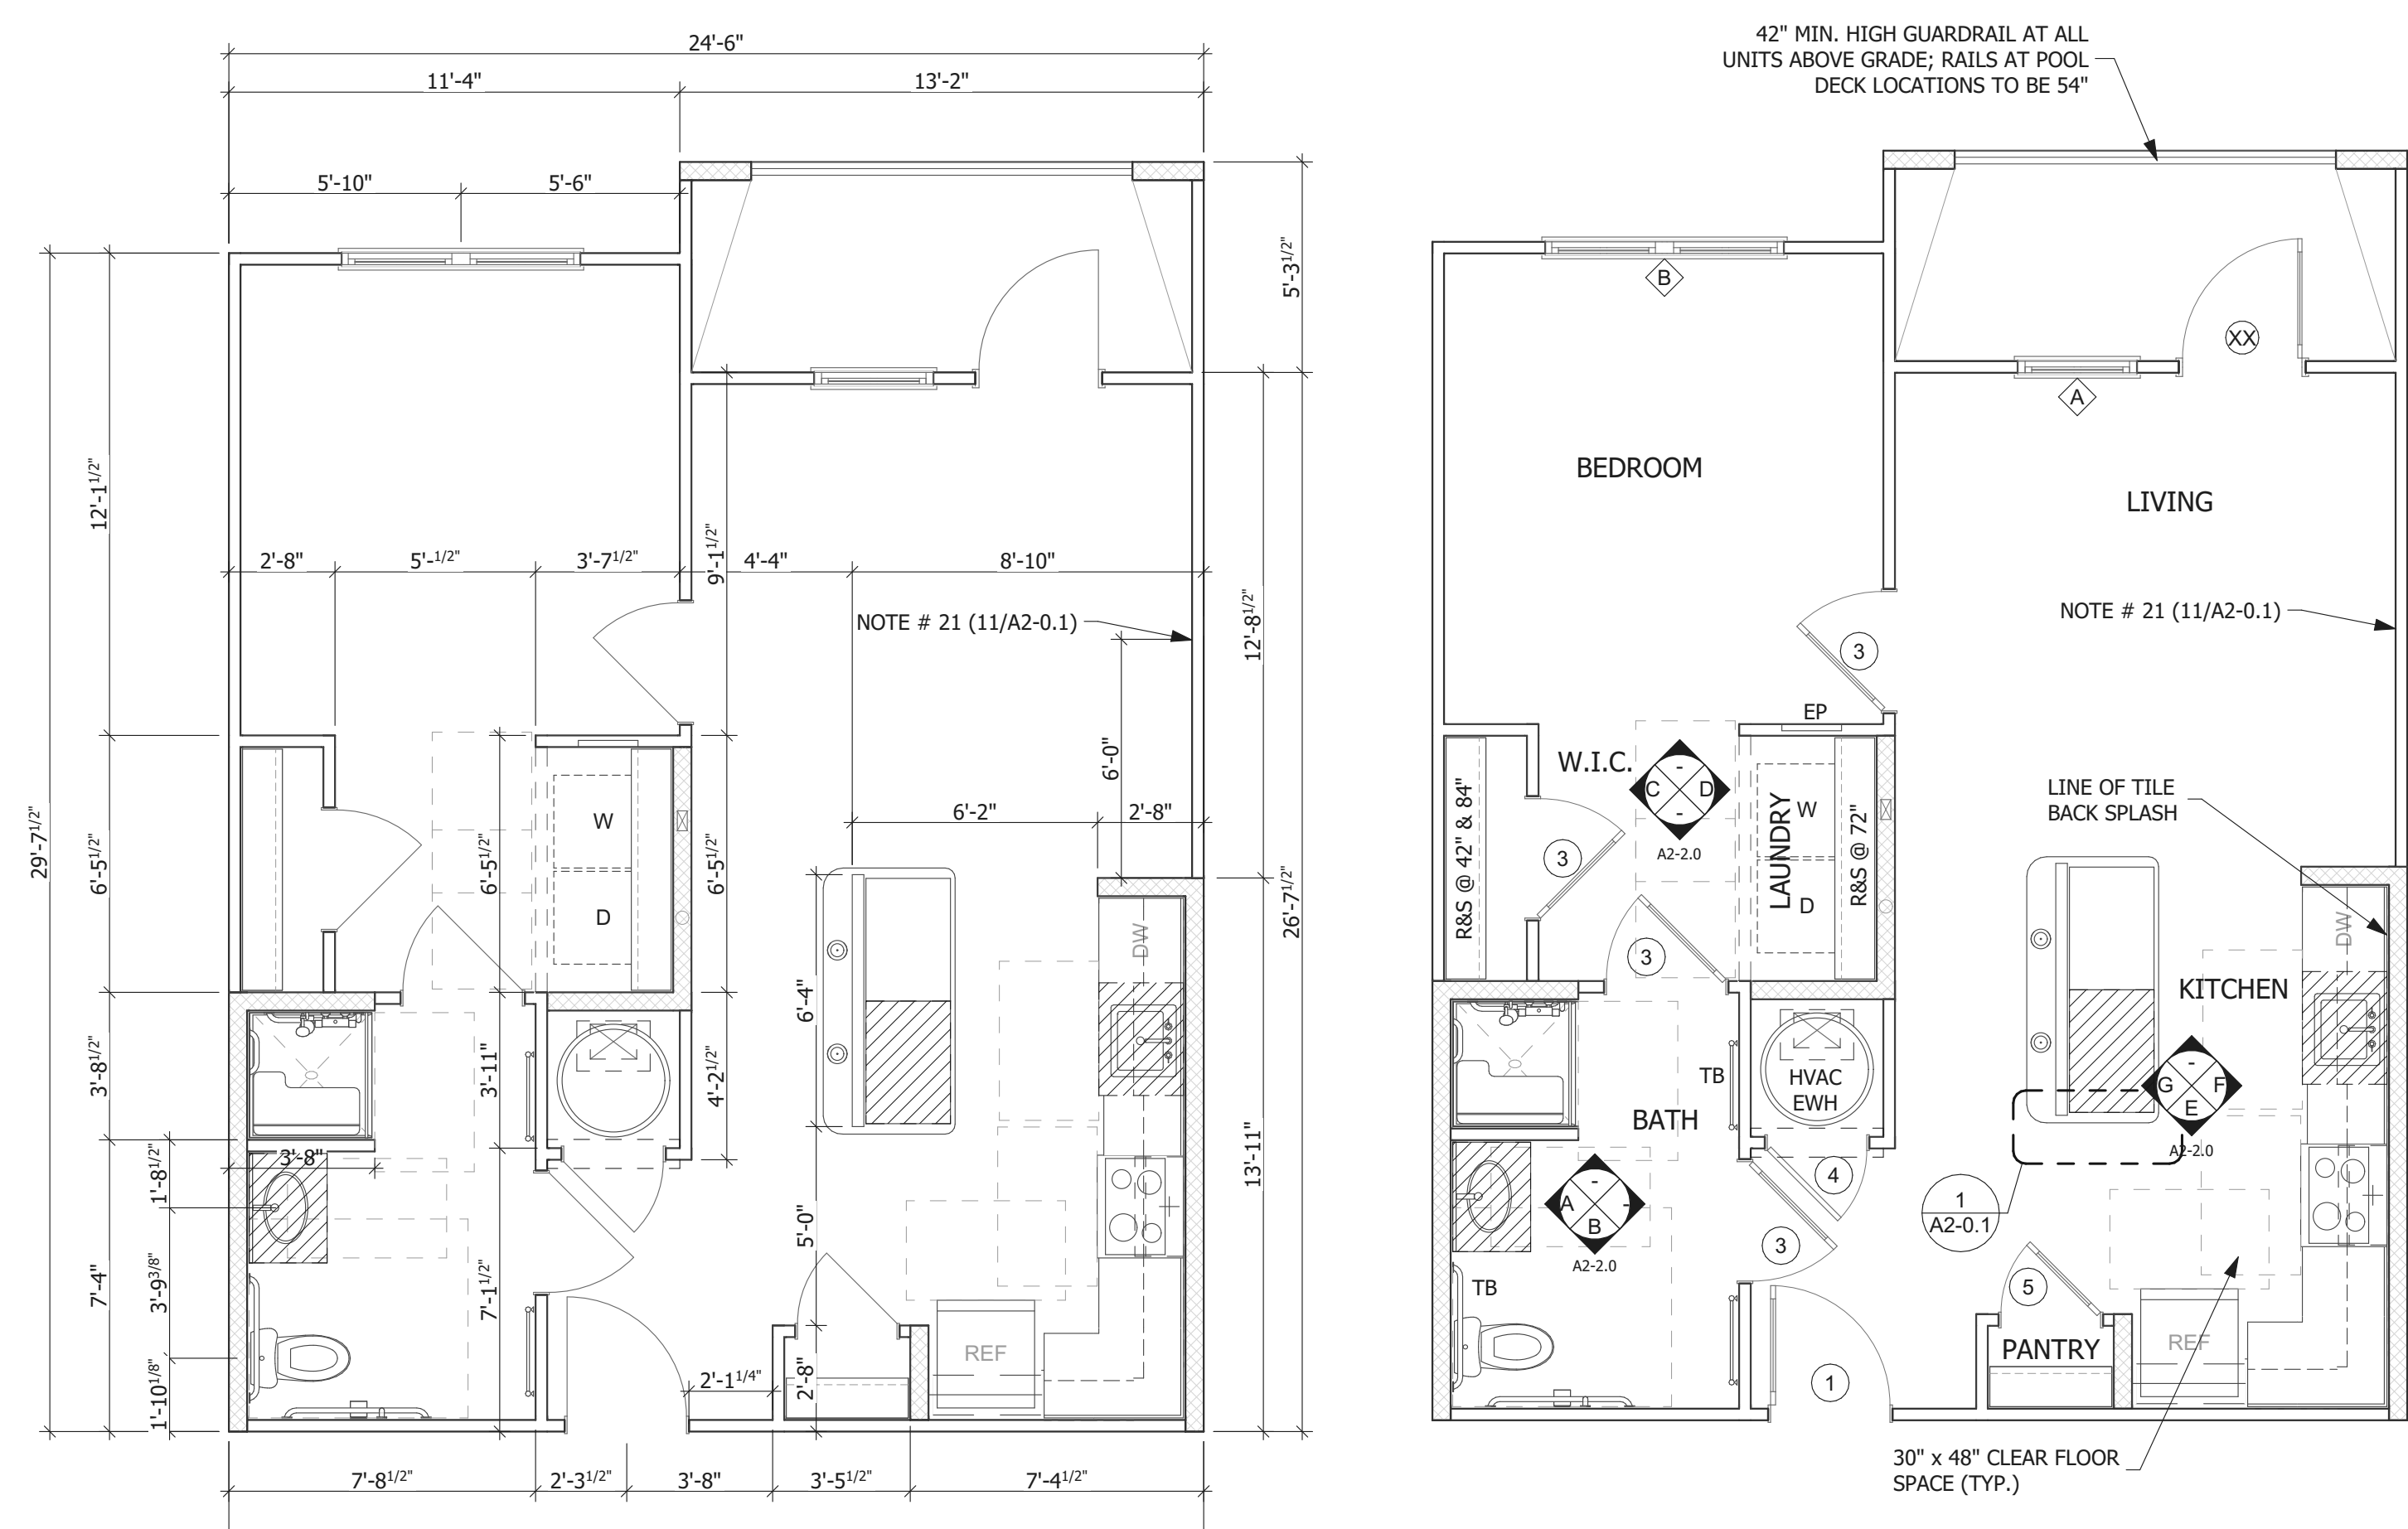 24'-6"
11'-4"
13'-2"
5'-10"
5'-6"
5'-3 1/2"
29'-7 1/2"
12'-1 1/2"
6'-5 1/2"
3'-8 1/2"
7'-4"
1'-8 1/2"
3'-9 3/8"
1'-10 1/8"
2'-8"
5'- 1/2"
3'-7 1/2"
9'-1 1/2"
4'-4"
8'-10"
NOTE # 21 (11/A2-0.1)
12'-8 1/2"
26'-7 1/2"
6'-0"
6'-2"
2'-8"
6'-5 1/2"
W
D
6'-5 1/2"
DW
6'-4"
3'-11"
4'-2 1/2"
3'-8"
13'-11"
5'-0"
7'-1 1/2"
REF
2'-1 1/4"
2'-8"
7'-8 1/2"
2'-3 1/2"
3'-8"
3'-5 1/2"
7'-4 1/2"
42" MIN. HIGH GUARDRAIL AT ALL
UNITS ABOVE GRADE; RAILS AT POOL
DECK LOCATIONS TO BE 54"
B
XX
A
BEDROOM
LIVING
NOTE # 21 (11/A2-0.1)
3
EP
W.I.C.
-
C
D
-
A2-2.0
R&S @ 42" & 84"
LAUNDRY
W
D
R&S @ 72"
LINE OF TILE
BACK SPLASH
3
3
DW
KITCHEN
-
G
F
E
A2-2.0
TB
HVAC
EWH
BATH
4
-
A
-
B
A2-2.0
1
A2-0.1
3
TB
5
PANTRY
REF
1
30" x 48" CLEAR FLOOR
SPACE (TYP.)